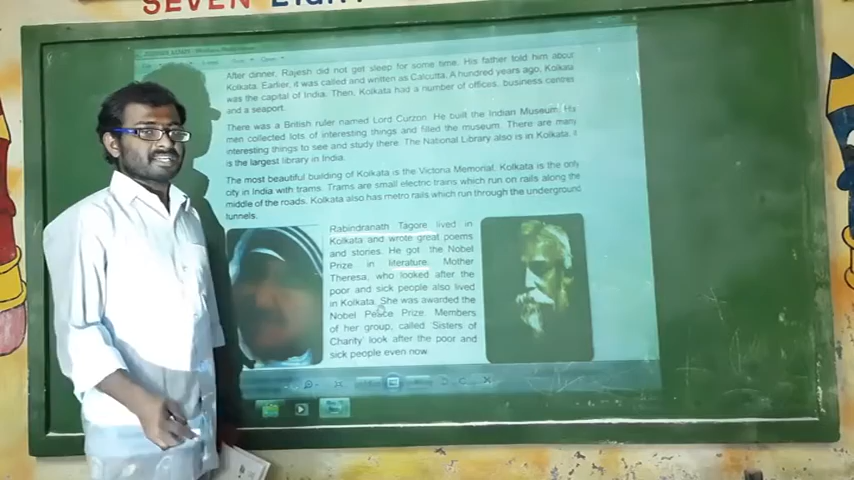 SEVEN
After dinner, Rajesh did not get sleep for some time. His father told him about
Kolkata. Earlier, it was called and written as Calcutta. A hundred years ago, Kolkata
was the capital of India. Then, Kolkata had a number of offices, business centres
and a seaport.
There was a British ruler named Lord Curzon. He built the Indian Museum. His
men collected lots of interesting things and filled the museum. There are many
interesting things to see and study there. The National Library also is in Kolkata. It
is the largest library in India.
The most beautiful building of Kolkata is the Victoria Memorial. Kolkata is the only
city in India with trams. Trams are small electric trains which run on rails along the
middle of the roads. Kolkata also has metro rails which run in the underground
tunnels.
Rabindranath Tagore lived in
Kolkata and wrote great poems
and stories. He got the Nobel
Prize in literature. Mother
Theresa, who looked after the
poor and sick people also lived
in Kolkata. She was awarded the
Nobel Peace Prize. Members
of her group, called Sisters of
Charity, look after the poor and
sick people even now